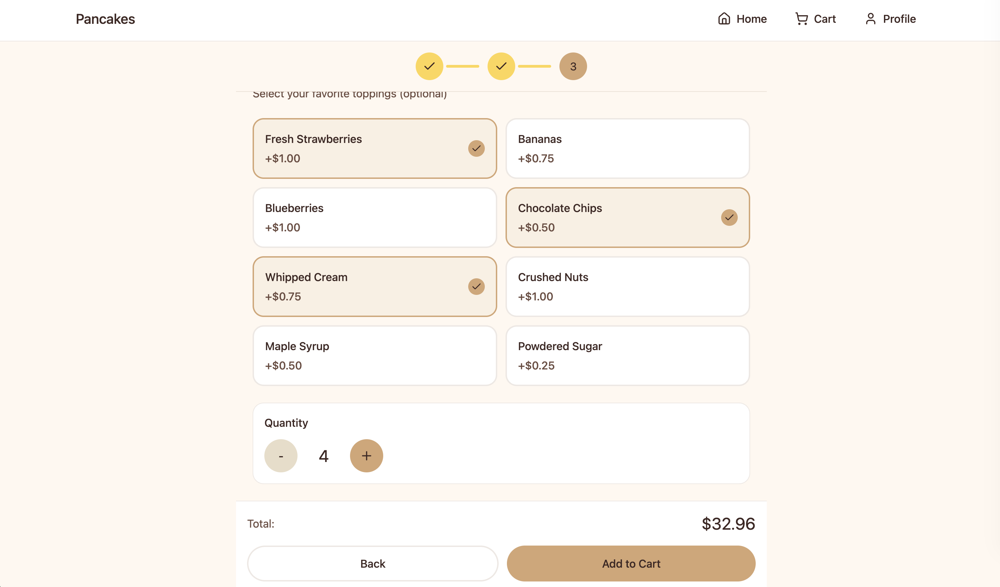 Pancakes
Home
Cart
Profile
3
Select your favorite toppings (optional)
Fresh Strawberries
+$1.00
Bananas
+$0.75
Blueberries
+$1.00
Chocolate Chips
+$0.50
Whipped Cream
+$0.75
Crushed Nuts
+$1.00
Maple Syrup
+$0.50
Powdered Sugar
+$0.25
Quantity
- 4 +
Total: $32.96
Back
Add to Cart